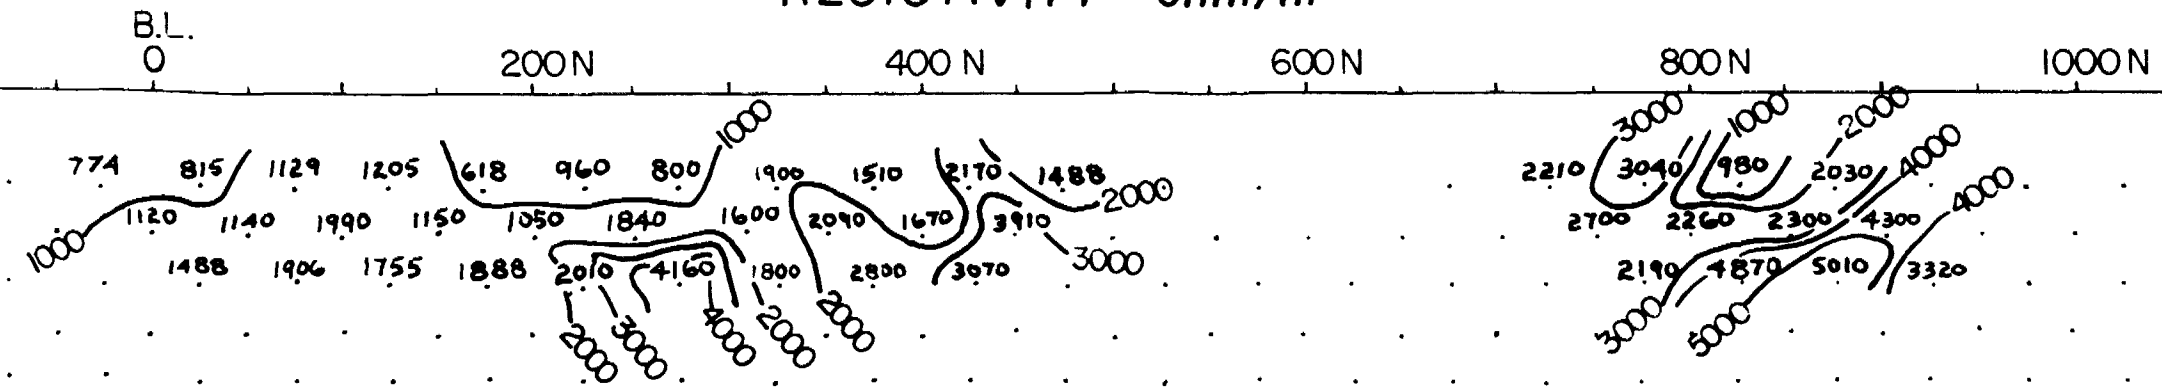 RESISTIVITY ohm/m
B.L.
0 200N 400 N 600N 800N 1000N
1000 3000 1000 2000
774 815 1129 1205 618 960 800 1900 1510 2170 1488 2210 3040 980 2030 4000
1120 1140 1990 1150 1050 1840 1600 2090 1670 3910 2000 2700 2260 2300 4300 4000
1000 1488 1906 1755 1888 2010 4160 1800 2800 3070 3000 2190 4870 5010 3320
2000 3000 4000 2000 2000 3000 5000